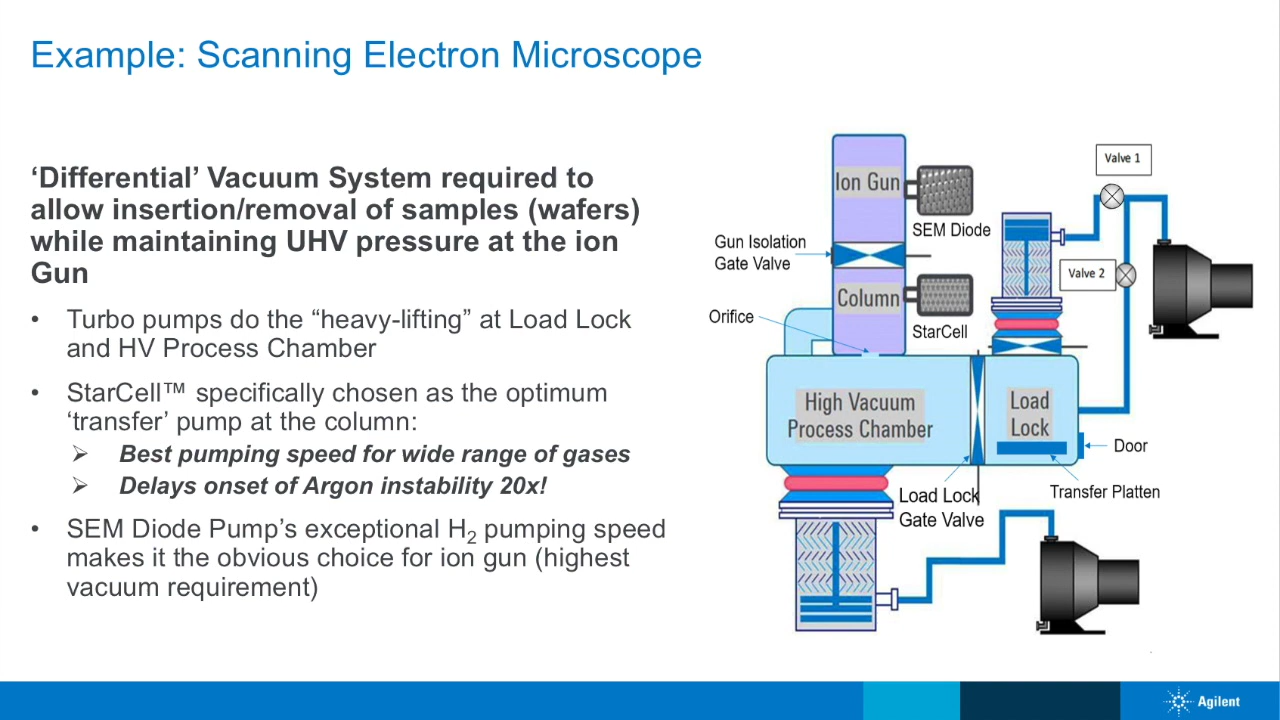 Example: Scanning Electron Microscope
‘Differential’ Vacuum System required to
allow insertion/removal of samples (wafers)
while maintaining UHV pressure at the ion
Gun
• Turbo pumps do the “heavy-lifting” at Load Lock
and HV Process Chamber
• StarCell™ specifically chosen as the optimum
‘transfer’ pump at the column:
➢ Best pumping speed for wide range of gases
➢ Delays onset of Argon instability 20x!
• SEM Diode Pump’s exceptional H₂ pumping speed
makes it the obvious choice for ion gun (highest
vacuum requirement)
Valve 1
Ion Gun
SEM Diode
Gun Isolation
Gate Valve
Valve 2
Column
Orifice
StarCell
High Vacuum
Process Chamber
Load
Lock
Door
Load Lock
Gate Valve
Transfer Platten
Agilent